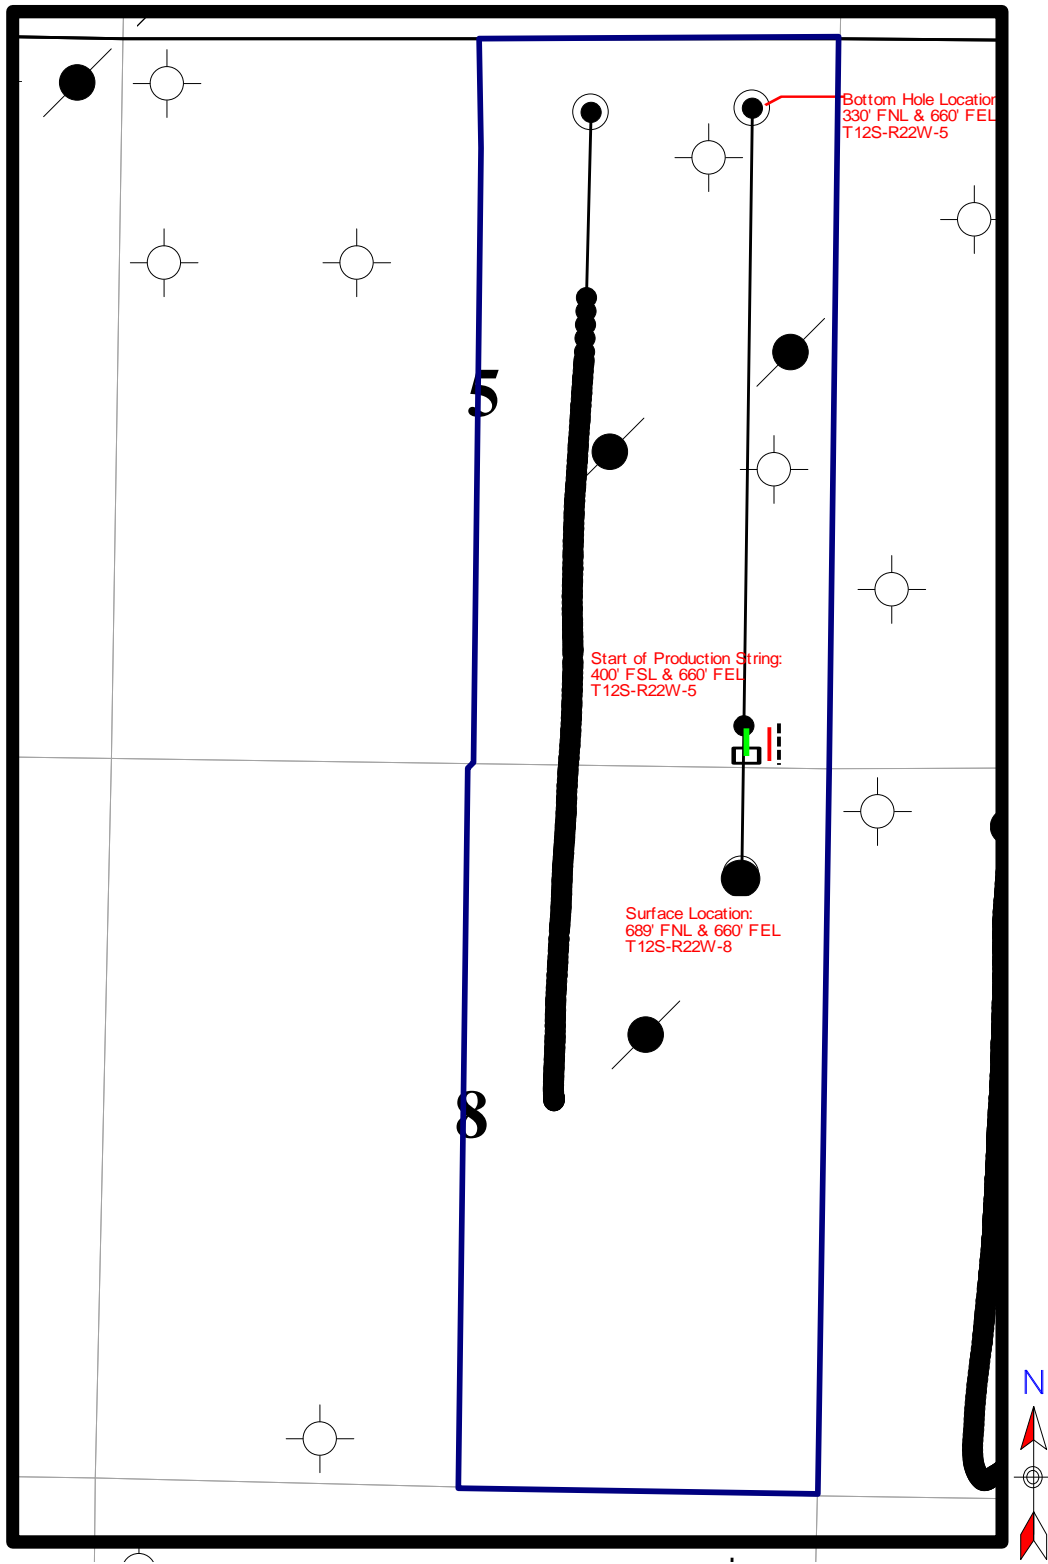 Bottom Hole Location
330' FNL & 660' FEL
T12S-R22W-5
5
Start of Production String:
400' FSL & 660' FEL
T12S-R22W-5
Surface Location:
689' FNL & 660' FEL
T12S-R22W-8
8
N